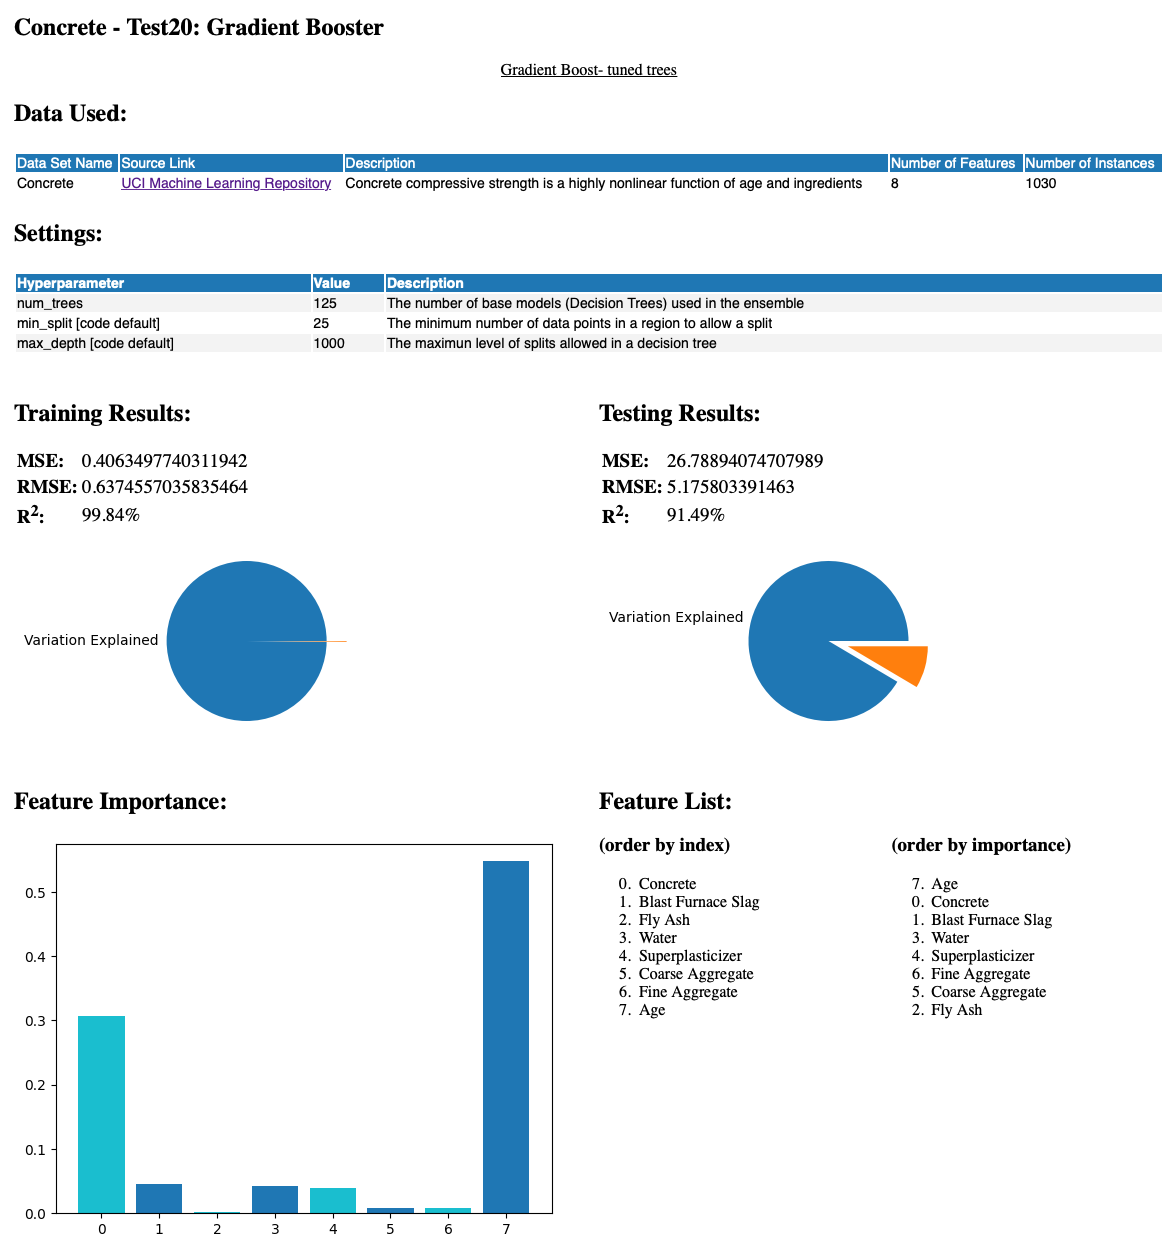 Concrete - Test20: Gradient Booster
Gradient Boost- tuned trees
Data Used:
Data Set Name Source Link Description Number of Features Number of Instances
Concrete UCI Machine Learning Repository Concrete compressive strength is a highly nonlinear function of age and ingredients 8 1030
Settings:
Hyperparameter Value Description
num_trees 125 The number of base models (Decision Trees) used in the ensemble
min_split [code default] 25 The minimum number of data points in a region to allow a split
max_depth [code default] 1000 The maximun level of splits allowed in a decision tree
Training Results:
MSE: 0.4063497740311942
RMSE: 0.6374557035835464
R2: 99.84%
Variation Explained
Testing Results:
MSE: 26.78894074707989
RMSE: 5.175803391463
R2: 91.49%
Variation Explained
Feature Importance:
0.5
0.4
0.3
0.2
0.1
0.0
0 1 2 3 4 5 6 7
Feature List:
(order by index)
0. Concrete
1. Blast Furnace Slag
2. Fly Ash
3. Water
4. Superplasticizer
5. Coarse Aggregate
6. Fine Aggregate
7. Age
(order by importance)
7. Age
0. Concrete
1. Blast Furnace Slag
3. Water
4. Superplasticizer
6. Fine Aggregate
5. Coarse Aggregate
2. Fly Ash